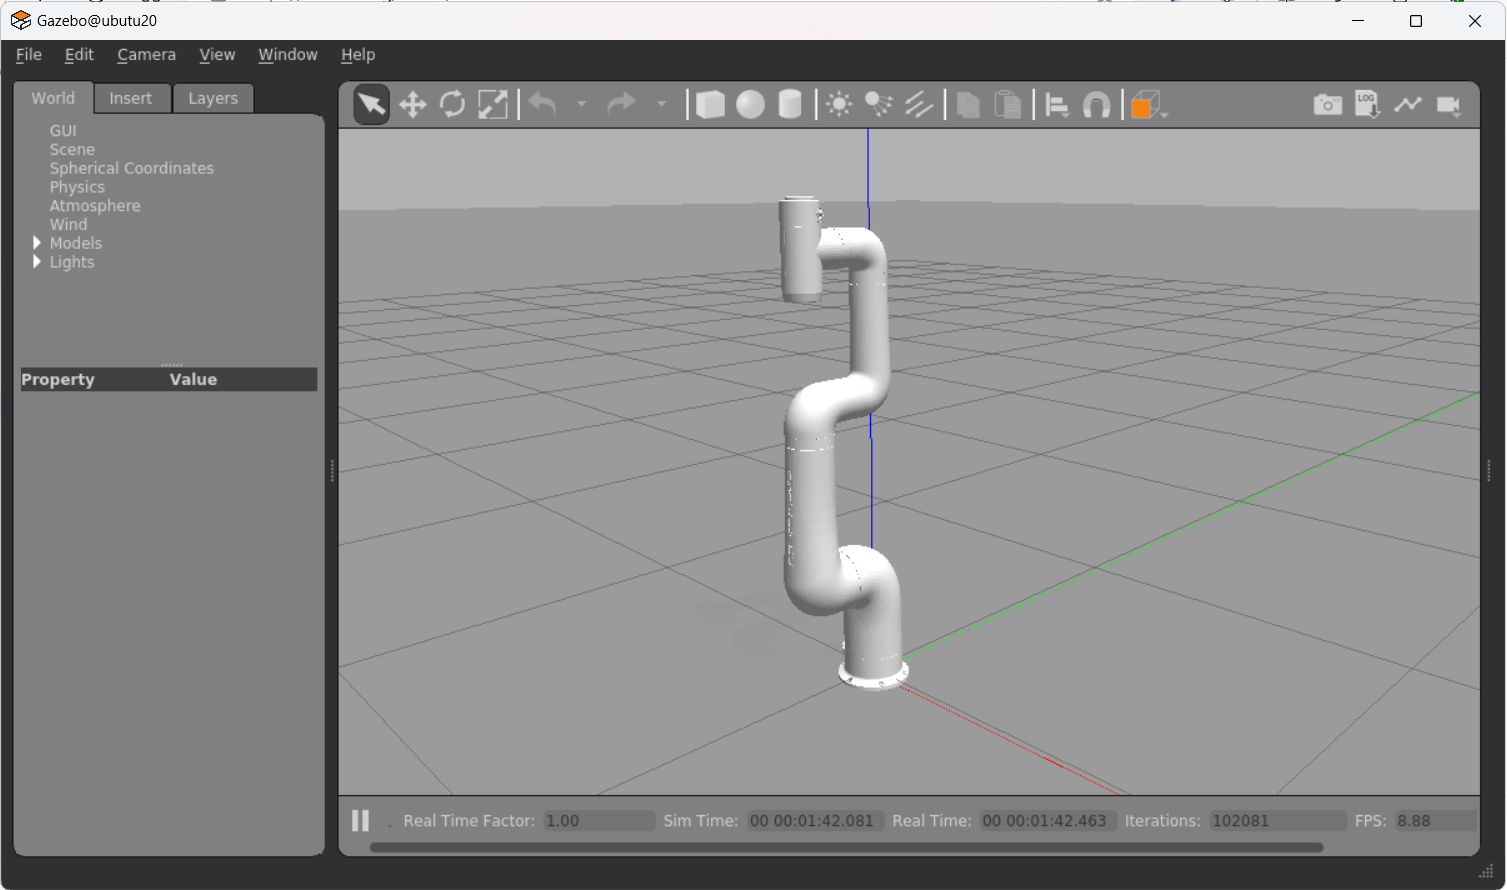 Gazebo@ubutu20
File Edit Camera View Window Help
World Insert Layers
LOG
GUI
Scene
Spherical Coordinates
Physics
Atmosphere
Wind
Models
Lights
Property Value
Real Time Factor: 1.00 Sim Time: 00 00:01:42.081 Real Time: 00 00:01:42.463 Iterations: 102081 FPS: 8.88